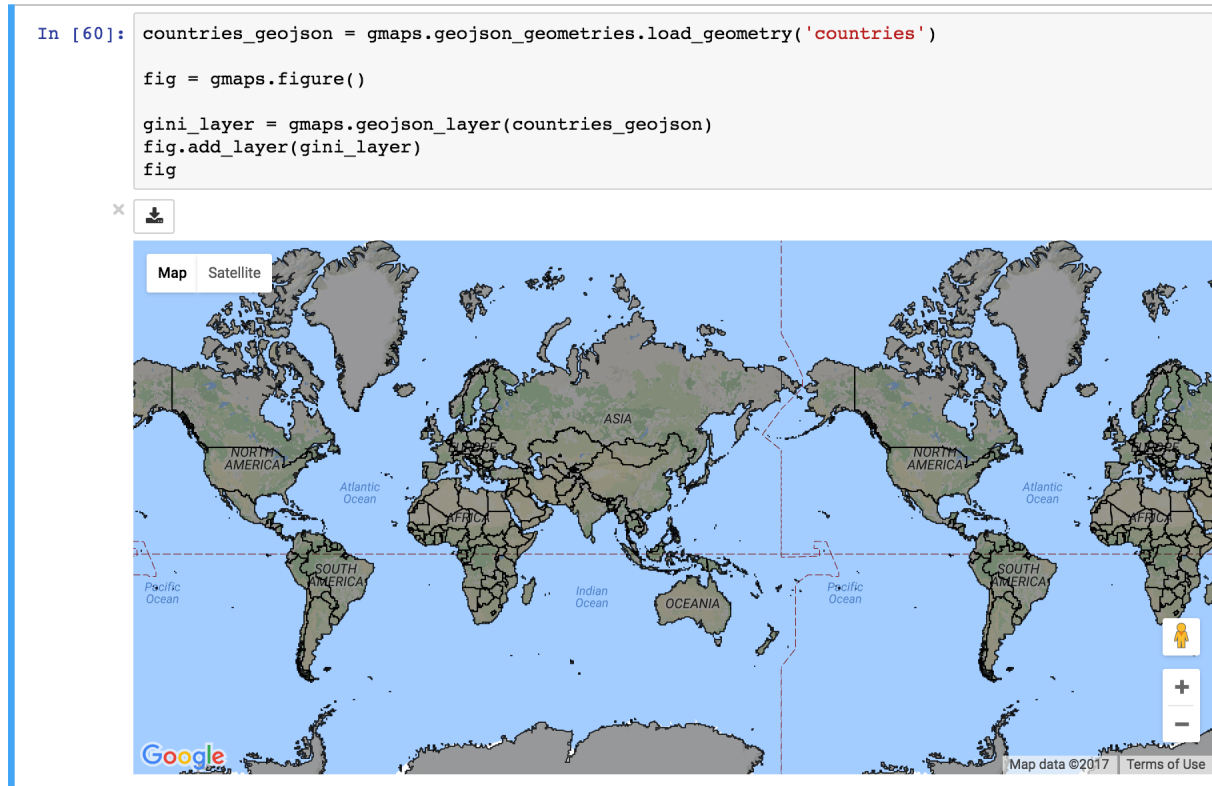 In [60]:
countries_geojson = gmaps.geojson_geometries.load_geometry('countries')
fig = gmaps.figure()
gini_layer = gmaps.geojson_layer(countries_geojson)
fig.add_layer(gini_layer)
fig
Map Satellite
ASIA
NORTH
AMERICA
EUROPE
NORTH
AMERICA
EUROPE
Atlantic
Ocean
Atlantic
Ocean
AFRICA
AFRICA
SOUTH
AMERICA
SOUTH
AMERICA
Pacific
Ocean
Indian
Ocean
OCEANIA
Pacific
Ocean
Google
Map data ©2017 Terms of Use